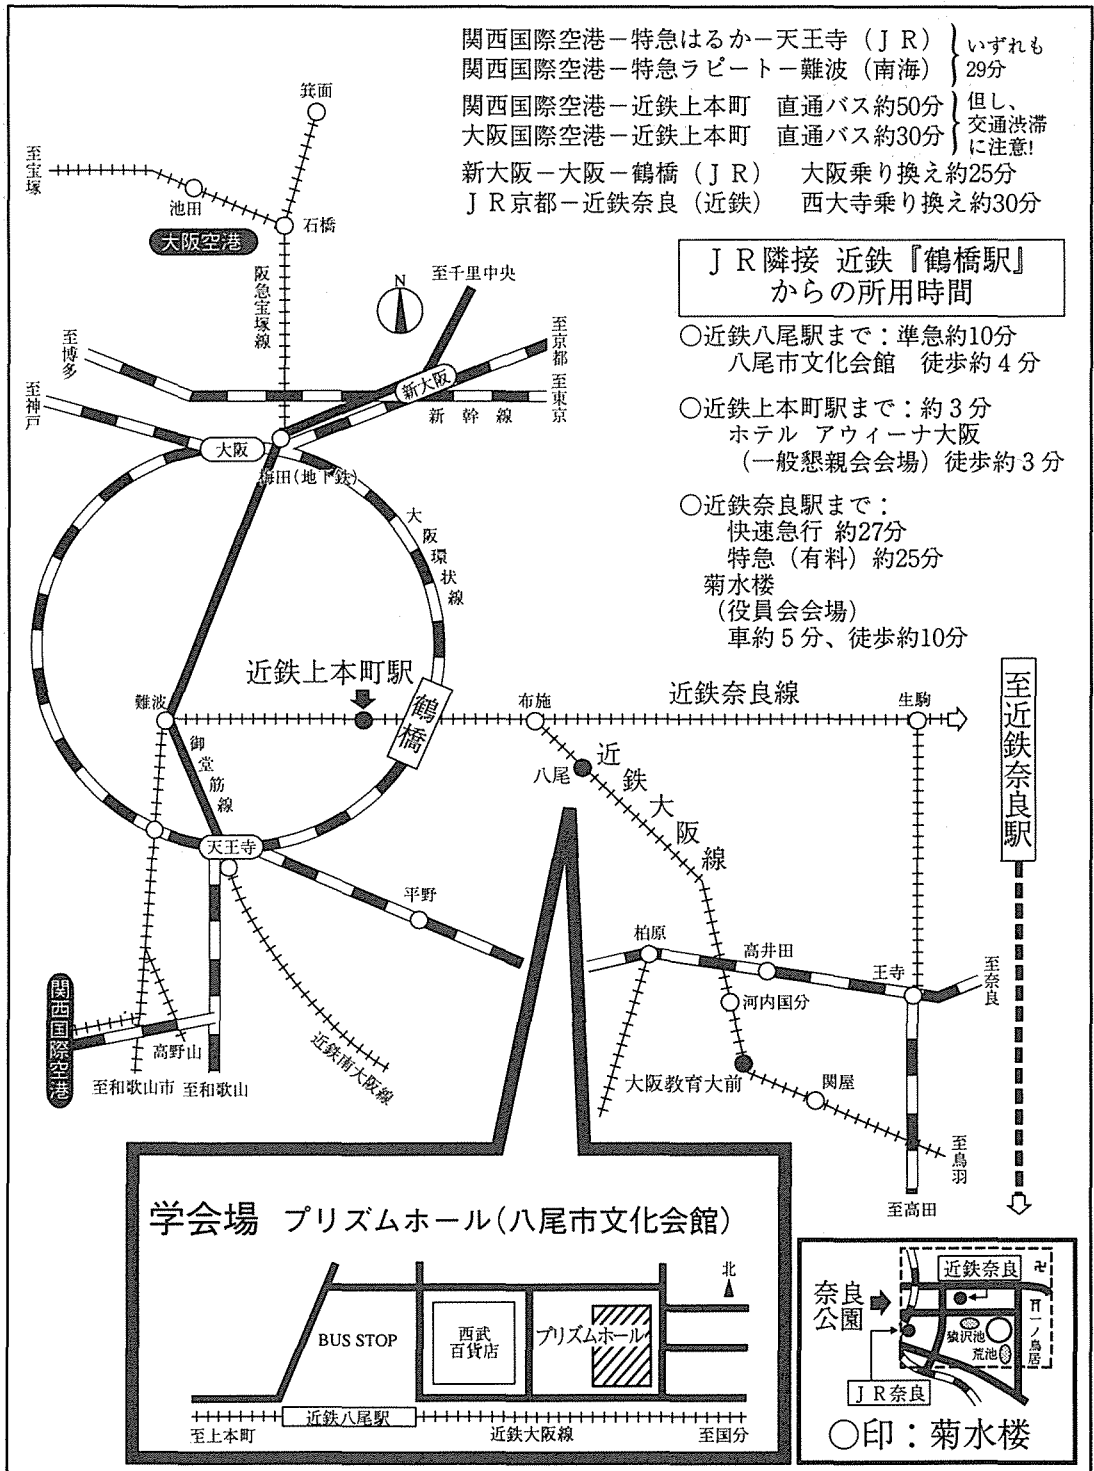 関西国際空港－特急はるか－天王寺（ＪＲ）
関西国際空港－特急ラピート－難波（南海）
いずれも
29分
関西国際空港－近鉄上本町　直通バス約50分
大阪国際空港－近鉄上本町　直通バス約30分
但し、
交通渋滞
に注意!
新大阪－大阪－鶴橋（ＪＲ）　大阪乗り換え約25分
ＪＲ京都－近鉄奈良（近鉄）　西大寺乗り換え約30分
ＪＲ隣接 近鉄『鶴橋駅』
からの所用時間
○近鉄八尾駅まで：準急約10分
八尾市文化会館　徒歩約４分
○近鉄上本町駅まで：約３分
ホテル アウィーナ大阪
（一般懇親会会場）徒歩約３分
○近鉄奈良駅まで：
快速急行 約27分
特急（有料）約25分
菊水楼
（役員会会場）
車約５分、徒歩約10分
箕面
至宝塚
池田
石橋
大阪空港
阪急宝塚線
N
至千里中央
至博多
至京都
至神戸
新大阪
至東京
新幹線
大阪
梅田(地下鉄)
大阪環状線
近鉄上本町駅
難波
鶴橋
布施
近鉄奈良線
生駒
至近鉄奈良駅
御堂筋線
八尾
近鉄大阪線
天王寺
平野
柏原
高井田
王寺
至奈良
河内国分
関西国際空港
高野山
至和歌山市
至和歌山
近鉄南大阪線
大阪教育大前
関屋
至鳥羽
至高田
学会場　プリズムホール(八尾市文化会館)
北
BUS STOP
西武
百貨店
プリズムホール
近鉄八尾駅
至上本町
近鉄大阪線
至国分
近鉄奈良
卍
奈良
公園
一ノ鳥居
猿沢池
荒池
ＪＲ奈良
○印：菊水楼